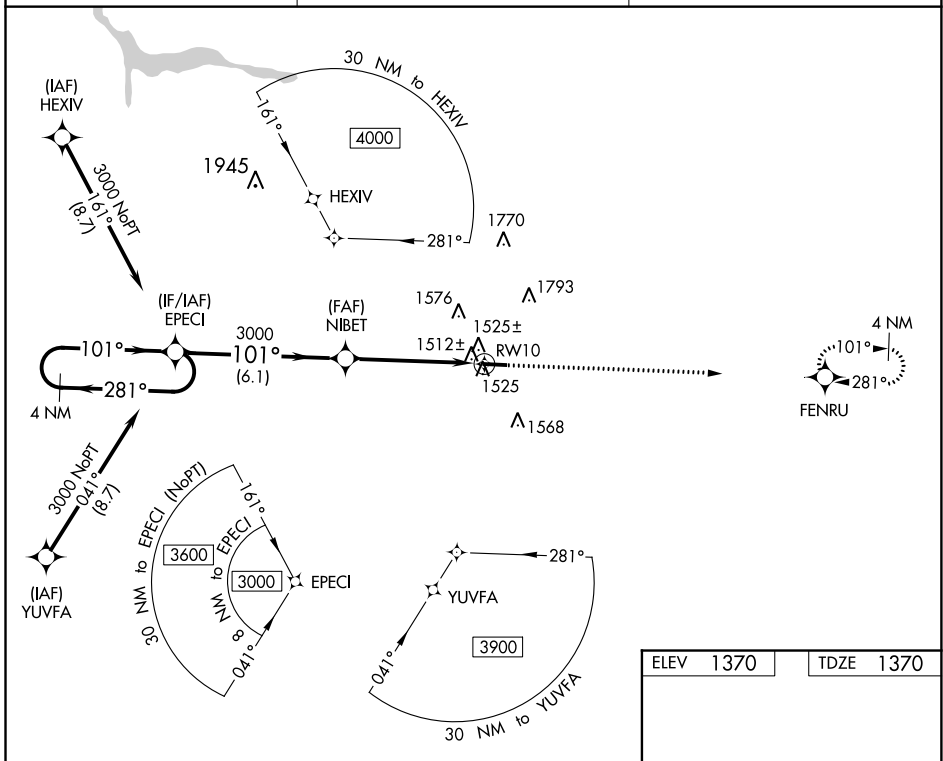 (IAF)
HEXIV
3000 NoPT
161°
(8.7)
30 NM to HEXIV
161°
4000
HEXIV
281°
1945
1770
1793
1576
1525±
1512±
RW10
1525
1568
(IF/IAF)
EPECI
101°
281°
4 NM
3000
101°
(6.1)
(FAF)
NIBET
4 NM
101°
281°
FENRU
3000 NoPT
041°
(8.7)
(IAF)
YUVFA
30 NM to EPECI (NoPT)
3600
8 NM to EPECI
3000
161°
EPECI
041°
281°
YUVFA
041°
3900
30 NM to YUVFA
ELEV 1370
TDZE 1370